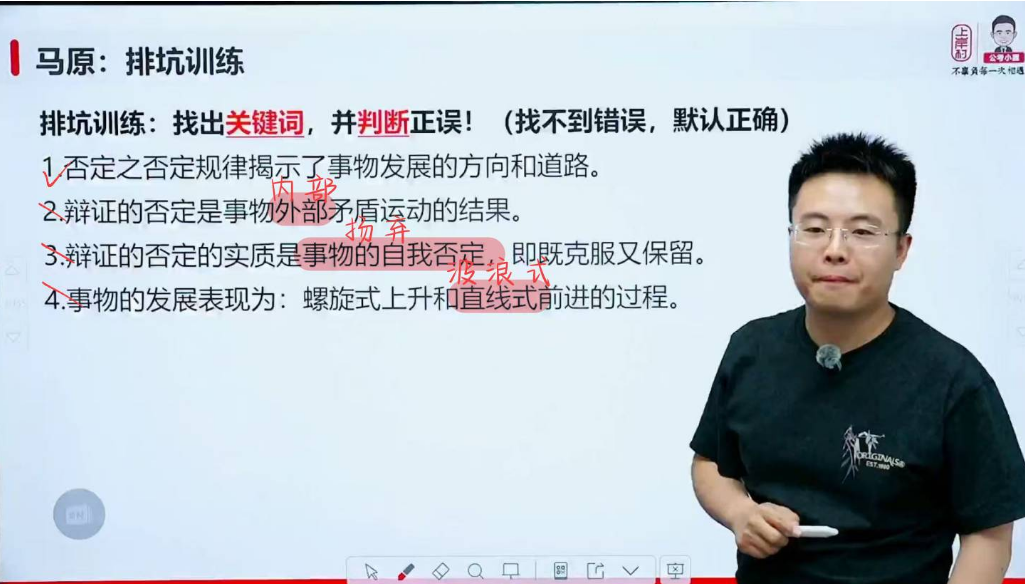 马原：排坑训练
上岸村
公考小漫
不辜负每一次相遇
排坑训练：找出关键词，并判断正误！（找不到错误，默认正确）
1.否定之否定规律揭示了事物发展的方向和道路。
内部
2.辩证的否定是事物外部矛盾运动的结果。
扬弃
3.辩证的否定的实质是事物的自我否定，即既克服又保留。
波浪式
4.事物的发展表现为：螺旋式上升和直线式前进的过程。
ORIGINALS®
EST.1990